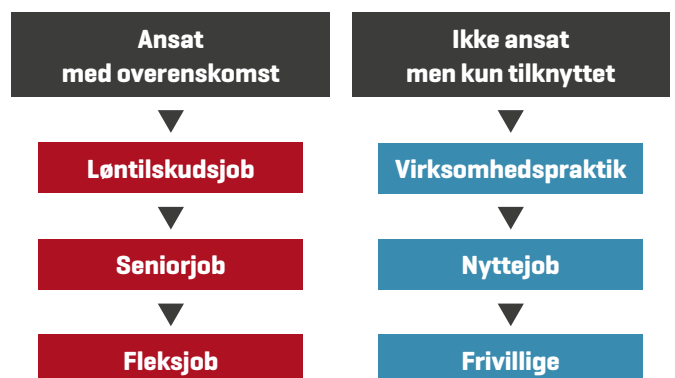 Ansat
med overenskomst
Løntilskudsjob
Seniorjob
Fleksjob
Ikke ansat
men kun tilknyttet
Virksomhedspraktik
Nyttejob
Frivillige